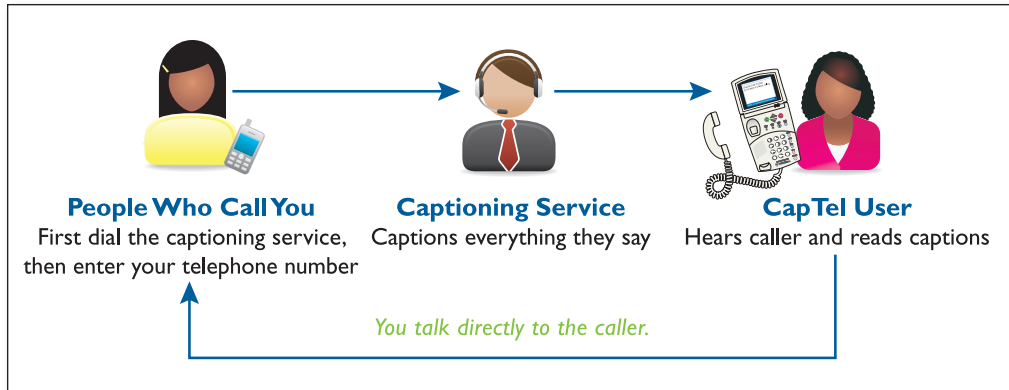 People Who Call You
First dial the captioning service,
then enter your telephone number
Captioning Service
Captions everything they say
CapTel User
Hears caller and reads captions
You talk directly to the caller.